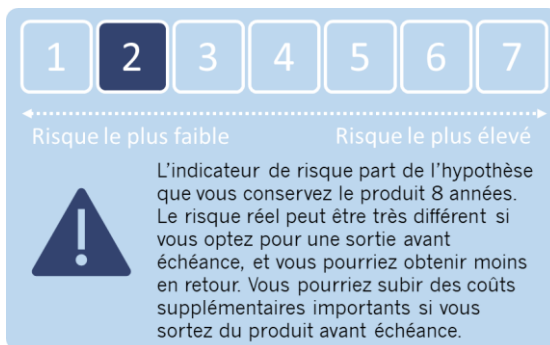 1 2 3 4 5 6 7
Risque le plus faible Risque le plus élevé
L'indicateur de risque part de l'hypothèse
que vous conservez le produit 8 années.
Le risque réel peut être très différent si
vous optez pour une sortie avant
échéance, et vous pourriez obtenir moins
en retour. Vous pourriez subir des coûts
supplémentaires importants si vous
sortez du produit avant échéance.